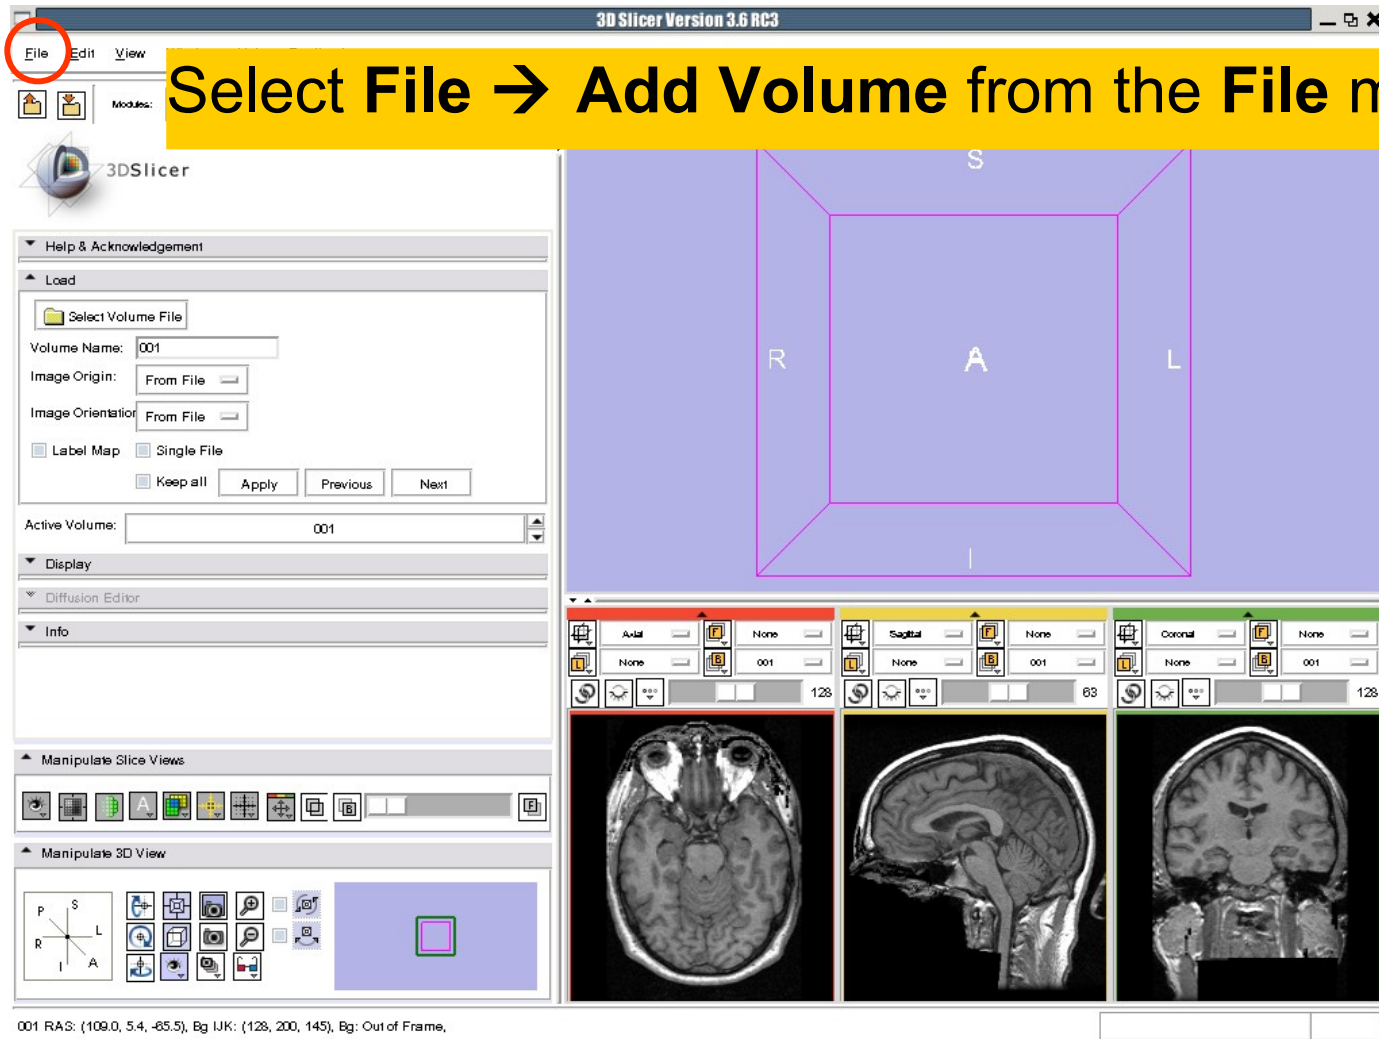 3D Slicer Version 3.6 RC3
File Edit View
Select File → Add Volume from the File m
Modules:
3DSlicer
Help & Acknowledgement
Load
Select Volume File
Volume Name: 001
Image Origin: From File
Image Orientation From File
Label Map Single File
Keep all Apply Previous Next
Active Volume: 001
Display
Diffusion Editor
Info
Manipulate Slice Views
A B F
Manipulate 3D View
P S
R L
I A
S
R A L
I
Axial F None
L None B 001
128
Sagittal F None
L None B 001
63
Coronal F None
L None B 001
128
001 RAS: (109.0, 5.4, -65.5), Bg IJK: (128, 200, 145), Bg: Out of Frame,